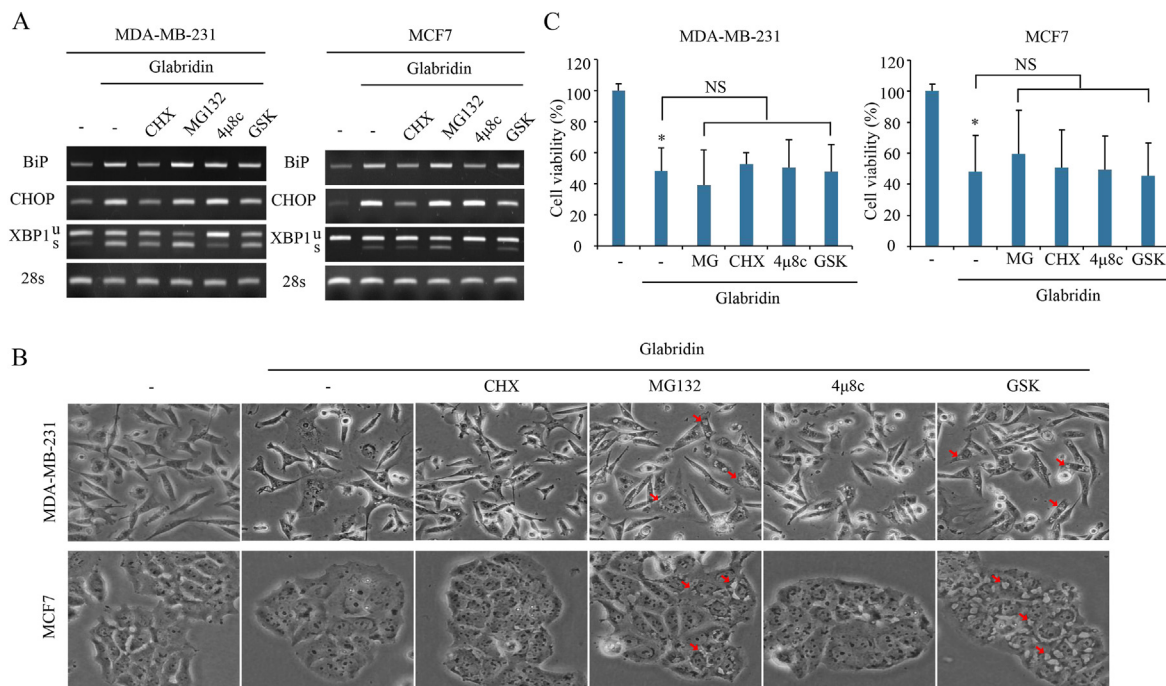 A
MDA-MB-231
Glabridin
- - CHX MG132 4μ8c GSK
BiP
CHOP
XBP1 u s
28s
MCF7
Glabridin
- - CHX MG132 4μ8c GSK
BiP
CHOP
XBP1 u s
28s
C
MDA-MB-231
Cell viability (%)
120
100
80
60
40
20
0
NS
*
- - MG CHX 4μ8c GSK
Glabridin
MCF7
Cell viability (%)
120
100
80
60
40
20
0
NS
*
- - MG CHX 4μ8c GSK
Glabridin
B
Glabridin
- - CHX MG132 4μ8c GSK
MDA-MB-231
MCF7